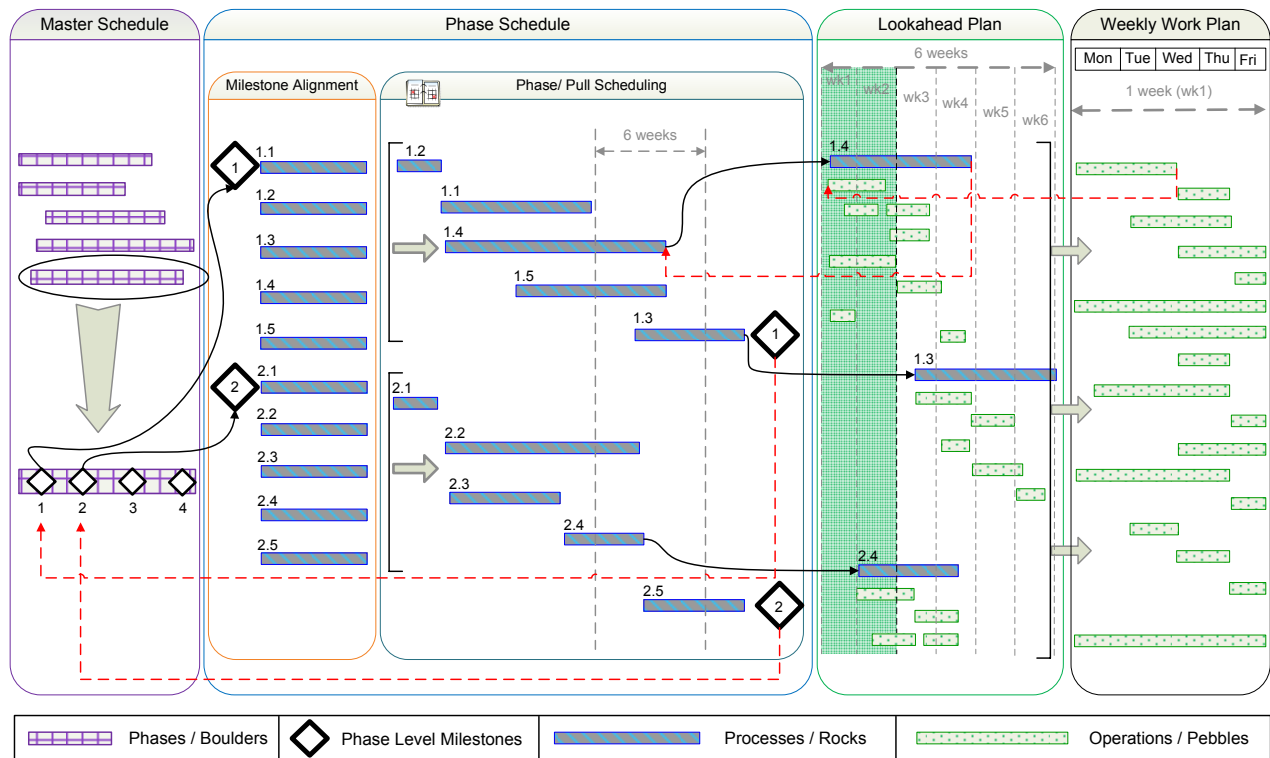 Master Schedule
Phase Schedule
Lookahead Plan
Weekly Work Plan
Milestone Alignment
Phase/ Pull Scheduling
6 weeks
6 weeks
wk1
wk2
wk3
wk4
wk5
wk6
Mon Tue Wed Thu Fri
1 week (wk1)
1
1.1
1.2
1.3
1.4
1.5
2
2.1
2.2
2.3
2.4
2.5
1.2
1.1
1.4
1.5
1.3
1
2.1
2.2
2.3
2.4
2.5
2
1.4
1.3
2.4
1 2 3 4
Phases / Boulders
Phase Level Milestones
Processes / Rocks
Operations / Pebbles